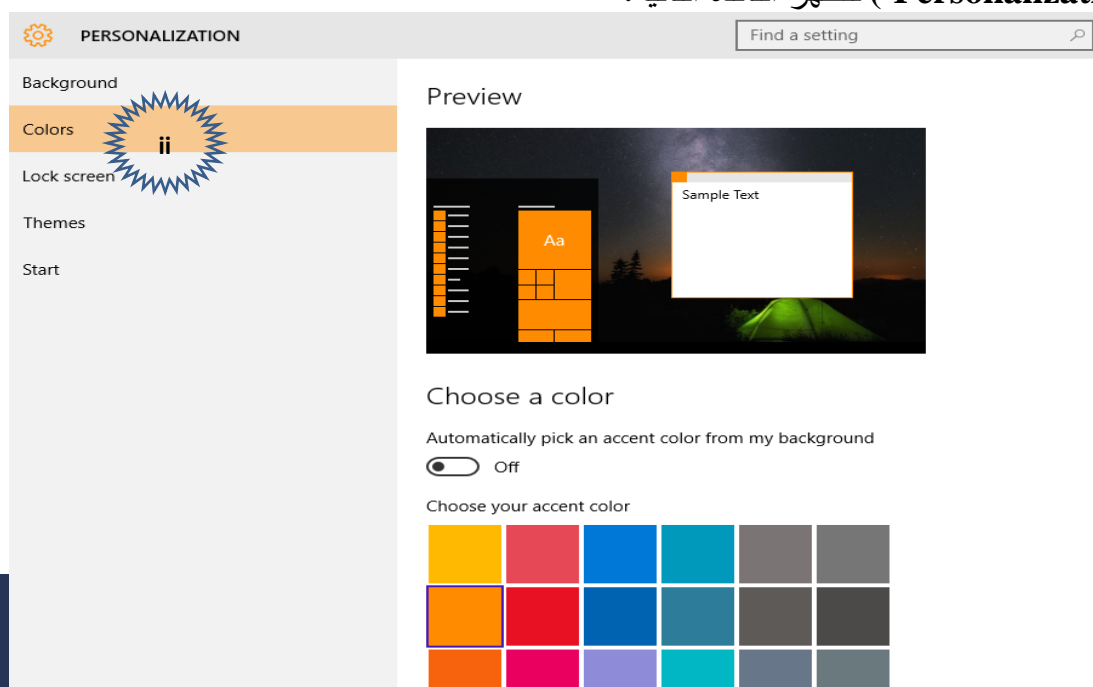 Personalizati
PERSONALIZATION
Find a setting
Background
Colors
ii
Lock screen
Themes
Start
Preview
Aa
Sample Text
Choose a color
Automatically pick an accent color from my background
Off
Choose your accent color